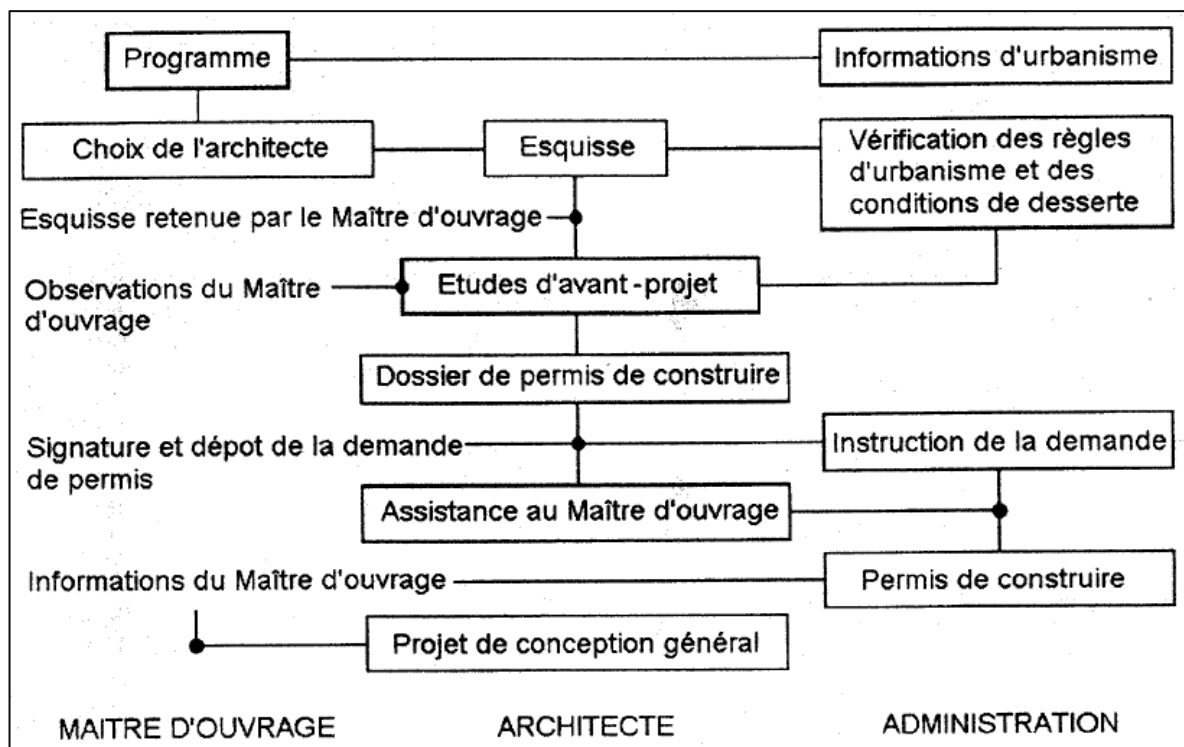 Programme
Informations d'urbanisme
Choix de l'architecte
Esquisse
Vérification des règles
d'urbanisme et des
conditions de desserte
Esquisse retenue par le Maître d'ouvrage
Observations du Maître
d'ouvrage
Etudes d'avant-projet
Dossier de permis de construire
Signature et dépot de la demande
de permis
Instruction de la demande
Assistance au Maître d'ouvrage
Informations du Maître d'ouvrage
Permis de construire
Projet de conception général
MAITRE D'OUVRAGE
ARCHITECTE
ADMINISTRATION